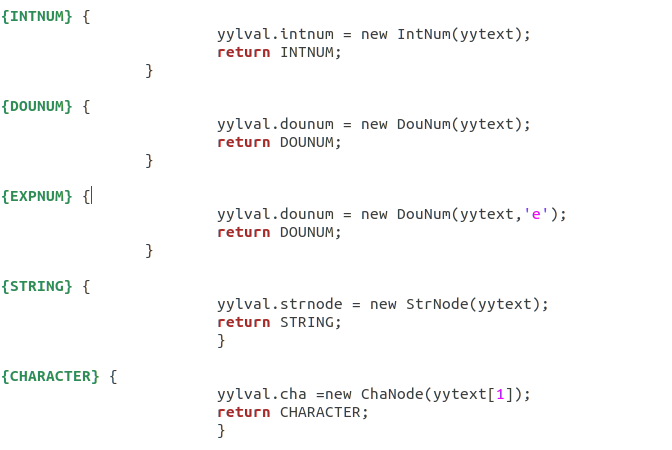 {INTNUM} {
yylval.intnum = new IntNum(yytext);
return INTNUM;
}
{DOUNUM} {
yylval.dounum = new DouNum(yytext);
return DOUNUM;
}
{EXPNUM} {
yylval.dounum = new DouNum(yytext,'e');
return DOUNUM;
}
{STRING} {
yylval.strnode = new StrNode(yytext);
return STRING;
}
{CHARACTER} {
yylval.cha =new ChaNode(yytext[1]);
return CHARACTER;
}